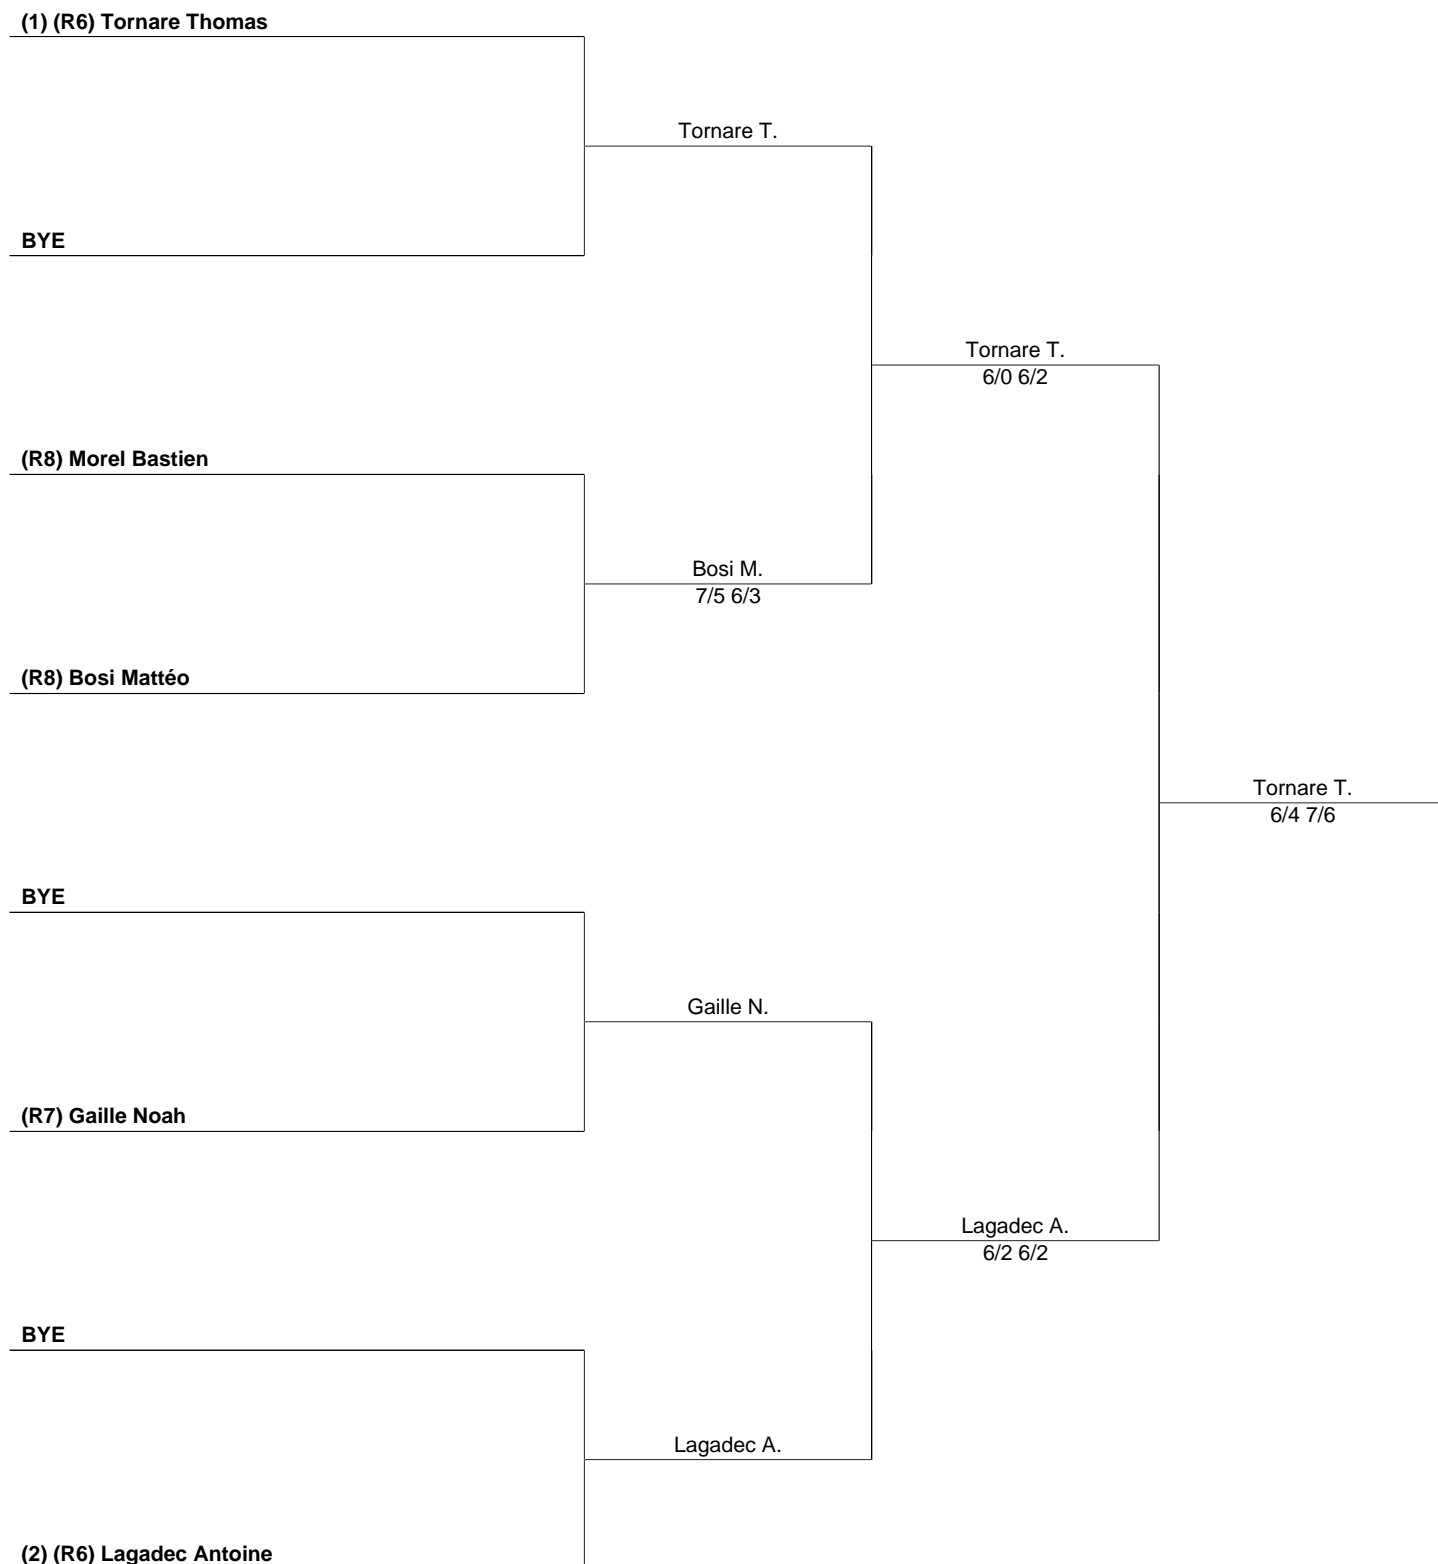 (1) (R6) Tornare Thomas
Tornare T.
BYE
Tornare T.
6/0 6/2
(R8) Morel Bastien
Bosi M.
7/5 6/3
(R8) Bosi Mattéo
Tornare T.
6/4 7/6
BYE
Gaille N.
(R7) Gaille Noah
Lagadec A.
6/2 6/2
BYE
Lagadec A.
(2) (R6) Lagadec Antoine